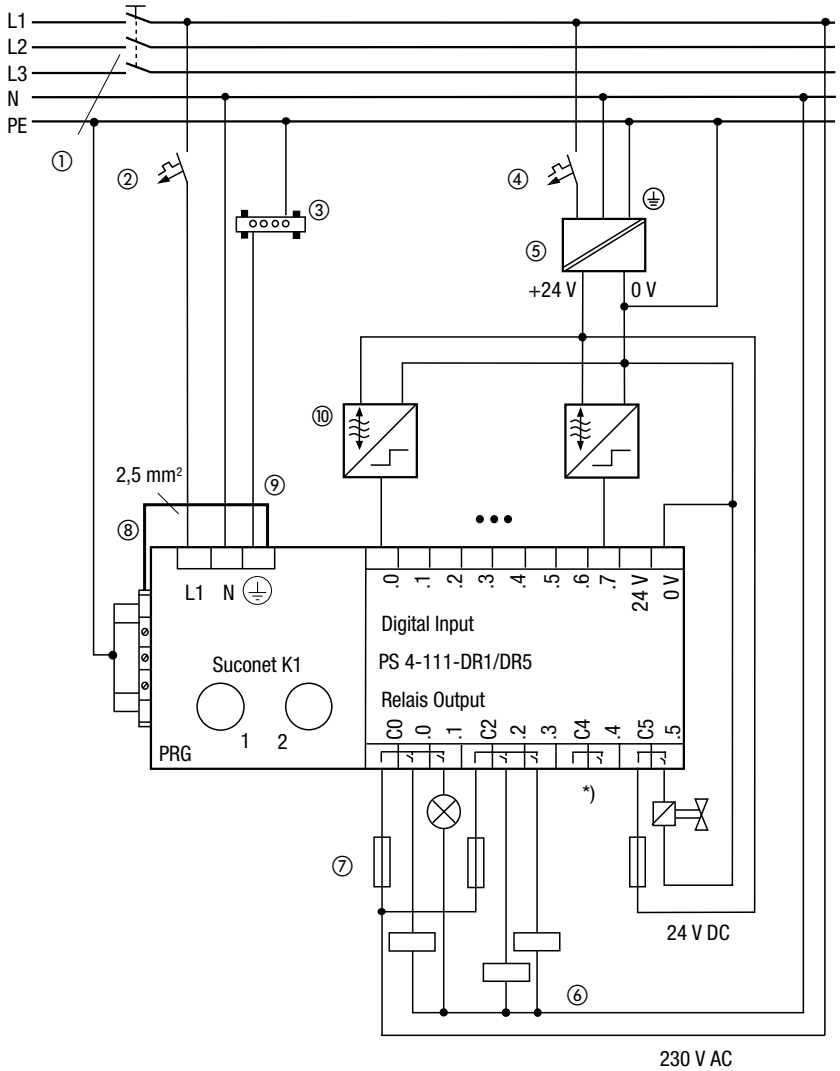 L1
L2
L3
N
PE
①
②
③
④
⑤
+24 V
0 V
⑩
2,5 mm²
⑨
⑧
L1 N
.0 .1 .2 .3 .4 .5 .6 .7 24 V 0 V
Digital Input
PS 4-111-DR1/DR5
Suconet K1
Relais Output
1 2
PRG
C0 .0 .1 C2 .2 .3 C4 .4 C5 .5
*)
⑦
24 V DC
⑥
230 V AC